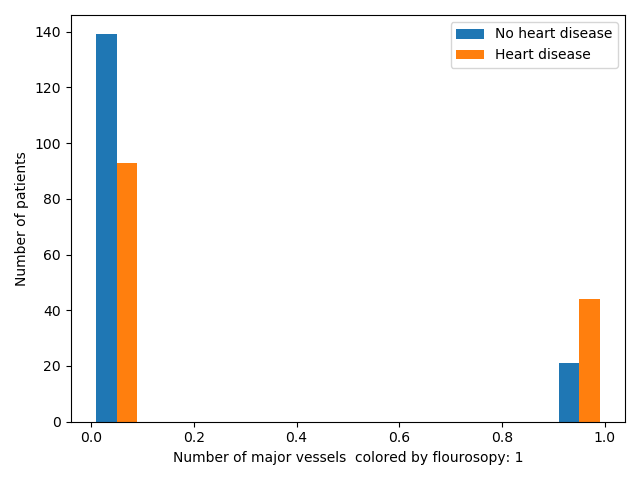 No heart disease
Heart disease
Number of patients
140
120
100
80
60
40
20
0
0.0 0.2 0.4 0.6 0.8 1.0
Number of major vessels  colored by flourosopy: 1